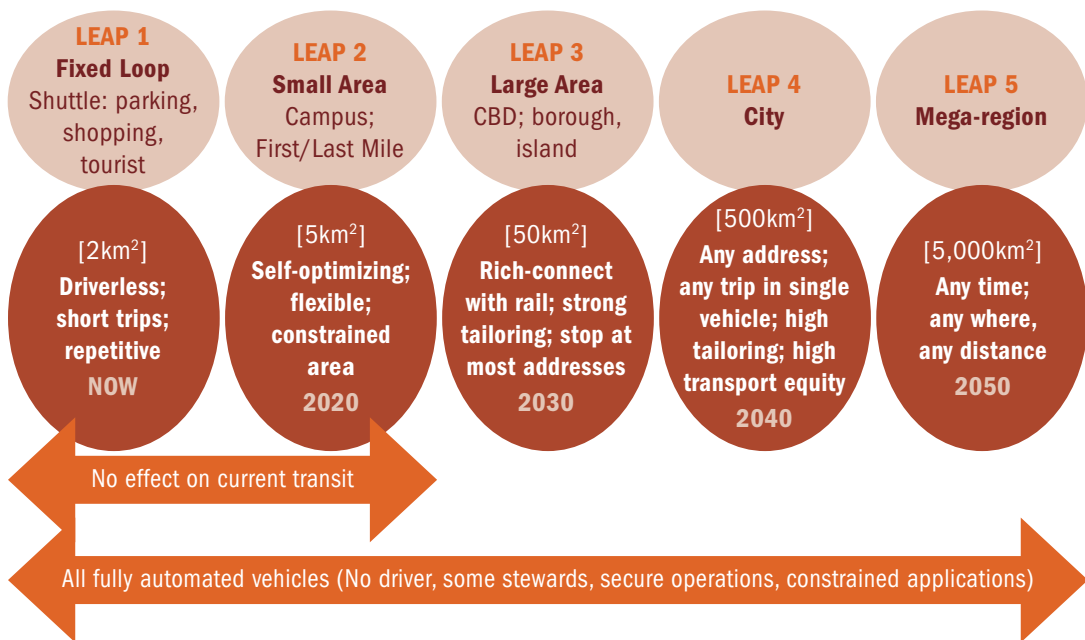 LEAP 1
Fixed Loop
Shuttle: parking,
shopping,
tourist
LEAP 2
Small Area
Campus;
First/Last Mile
LEAP 3
Large Area
CBD; borough,
island
LEAP 4
City
LEAP 5
Mega-region
[2km²]
Driverless;
short trips;
repetitive
NOW
[5km²]
Self-optimizing;
flexible;
constrained
area
2020
[50km²]
Rich-connect
with rail; strong
tailoring; stop at
most addresses
2030
[500km²]
Any address;
any trip in single
vehicle; high
tailoring; high
transport equity
2040
[5,000km²]
Any time;
any where,
any distance
2050
No effect on current transit
All fully automated vehicles (No driver, some stewards, secure operations, constrained applications)